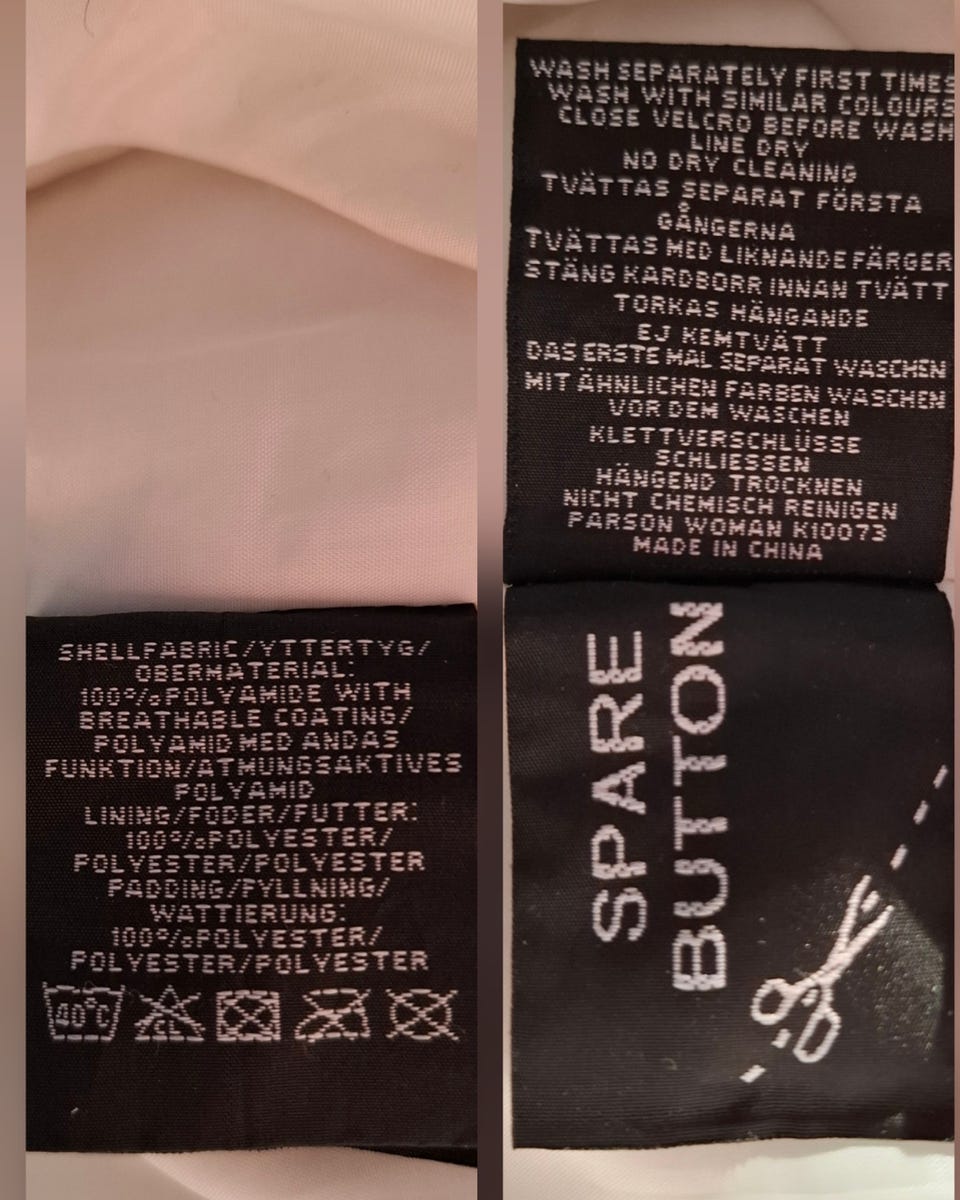 SHELLFABRIC/YTTERTYG/
OBERMATERIAL:
100%POLYAMIDE WITH
BREATHABLE COATING/
POLYAMID MED ANDAS
FUNKTION/ATMUNGSAKTIVES
POLYAMID
LINING/FODER/FUTTER:
100%POLYESTER/
POLYESTER/POLYESTER
PADDING/FYLLNING/
WATTIERUNG:
100%POLYESTER/
POLYESTER/POLYESTER
40°C CL
WASH SEPARATELY FIRST TIMES
WASH WITH SIMILAR COLOURS
CLOSE VELCRO BEFORE WASH
LINE DRY
NO DRY CLEANING
TVÄTTAS SEPARAT FÖRSTA
GÅNGERNA
TVÄTTAS MED LIKNANDE FÄRGER
STÄNG KARDBORR INNAN TVÄTT
TORKAS HÄNGANDE
EJ KEMTVÄTT
DAS ERSTE MAL SEPARAT WASCHEN
MIT ÄHNLICHEN FARBEN WASCHEN
VOR DEM WASCHEN
KLETTVERSCHLÜSSE
SCHLIESSEN
HÄNGEND TROCKNEN
NICHT CHEMISCH REINIGEN
PARSON WOMAN K10073
MADE IN CHINA
SPARE
BUTTON